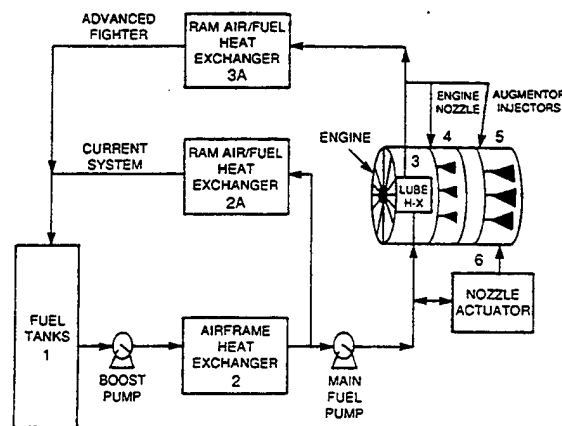 ADVANCED
FIGHTER
RAM AIR/FUEL
HEAT
EXCHANGER
3A
ENGINE
NOZZLE
AUGMENTOR
INJECTORS
CURRENT
SYSTEM
RAM AIR/FUEL
HEAT
EXCHANGER
2A
ENGINE
3
4
5
LUBE
H-X
6
FUEL
TANKS
1
BOOST
PUMP
AIRFRAME
HEAT
EXCHANGER
2
MAIN
FUEL
PUMP
NOZZLE
ACTUATOR